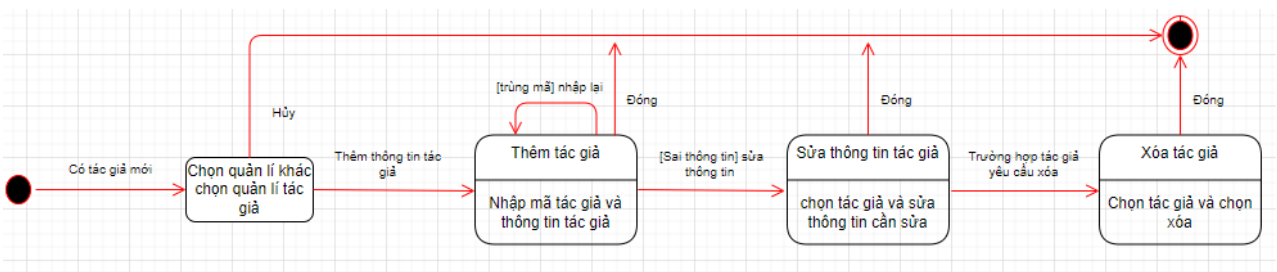 [trùng mã] nhập lại
Đóng
Đóng
Đóng
Hủy
Có tác giả mới
Chọn quản lí khác
chọn quản lí tác
giả
Thêm thông tin tác
giả
Thêm tác giả
Nhập mã tác giả và
thông tin tác giả
[Sai thông tin] sửa
thông tin
Sửa thông tin tác giả
chọn tác giả và sửa
thông tin cần sửa
Trường hợp tác giả
yêu cầu xóa
Xóa tác giả
Chọn tác giả và chọn
xóa